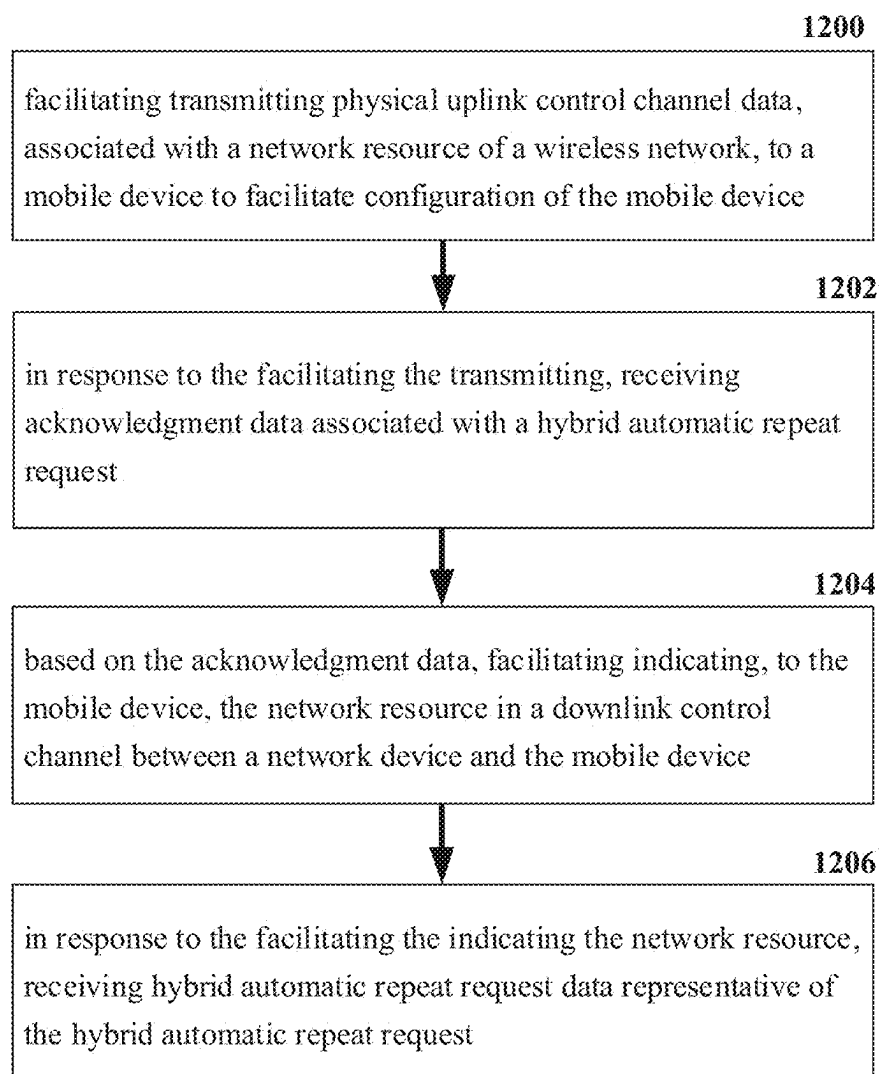 1200
facilitating transmitting physical uplink control channel data,
associated with a network resource of a wireless network, to a
mobile device to facilitate configuration of the mobile device
1202
in response to the facilitating the transmitting, receiving
acknowledgment data associated with a hybrid automatic repeat
request
1204
based on the acknowledgment data, facilitating indicating, to the
mobile device, the network resource in a downlink control
channel between a network device and the mobile device
1206
in response to the facilitating the indicating the network resource,
receiving hybrid automatic repeat request data representative of
the hybrid automatic repeat request